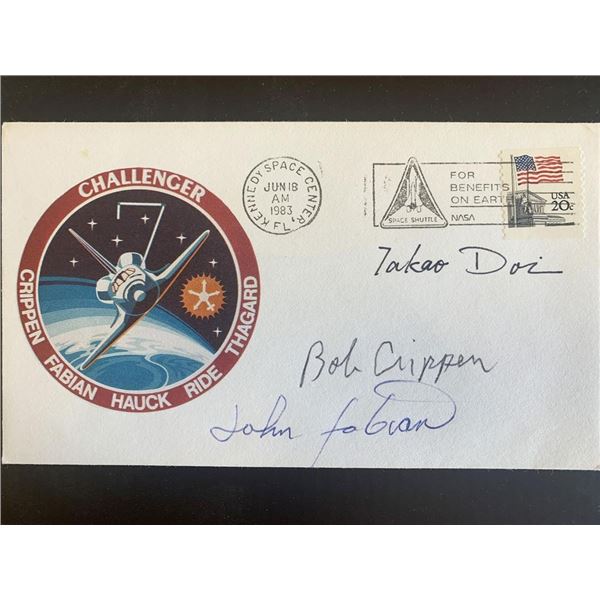 CHALLENGER
7
CRIPPEN FABIAN HAUCK RIDE THAGARD
KENNEDY SPACE CENTER, FL.
JUN 18
AM
1983
SPACE SHUTTLE
FOR
BENEFITS
ON EARTH
NASA
USA
20c
Takao Doi
Bob Crippen
John Fabian